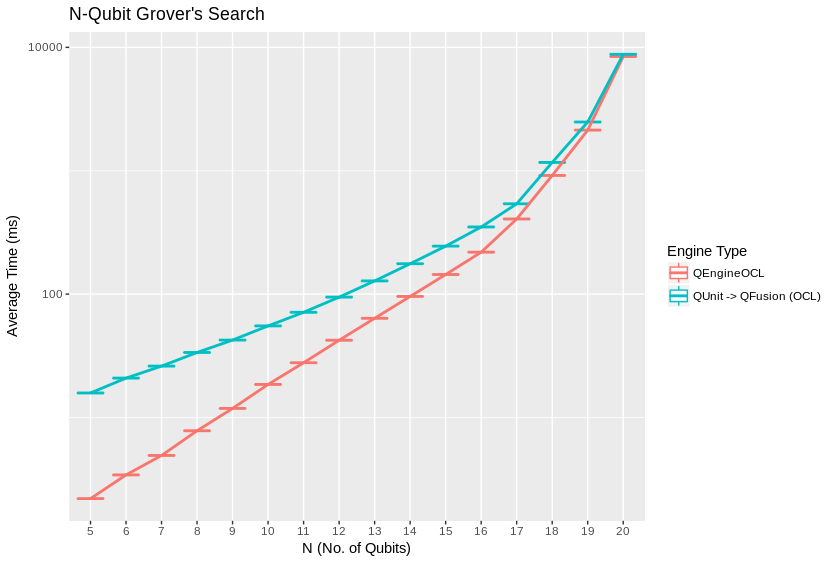 N-Qubit Grover's Search
10000
100
Average Time (ms)
5 6 7 8 9 10 11 12 13 14 15 16 17 18 19 20
N (No. of Qubits)
Engine Type
QEngineOCL
QUnit -> QFusion (OCL)